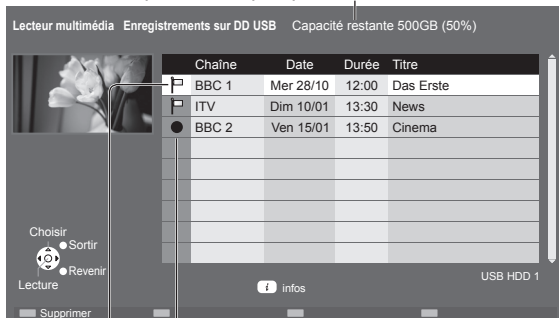 Lecteur multimédia Enregistrements sur DD USB Capacité restante 500GB (50%)
Chaîne Date Durée Titre
BBC 1 Mer 28/10 12:00 Das Erste
ITV Dim 10/01 13:30 News
BBC 2 Ven 15/01 13:50 Cinema
Choisir
Sortir
Revenir
Lecture
i infos
USB HDD 1
Supprimer